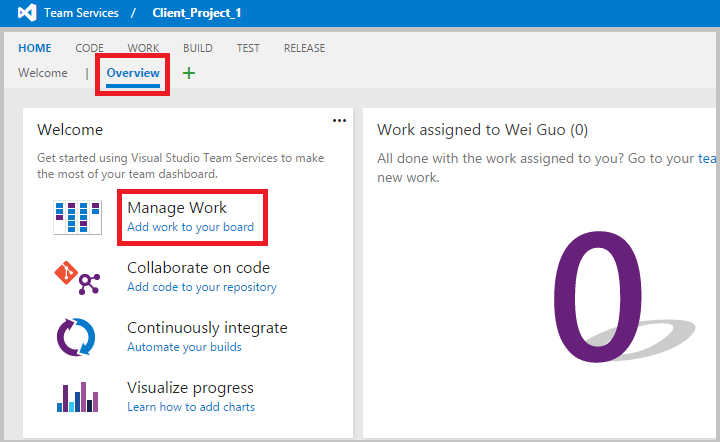 Team Services / Client_Project_1
HOME CODE WORK BUILD TEST RELEASE
Welcome | Overview +
Welcome
Get started using Visual Studio Team Services to make
the most of your team dashboard.
Manage Work
Add work to your board
Collaborate on code
Add code to your repository
Continuously integrate
Automate your builds
Visualize progress
Learn how to add charts
Work assigned to Wei Guo (0)
All done with the work assigned to you? Go to your tea
new work.
0